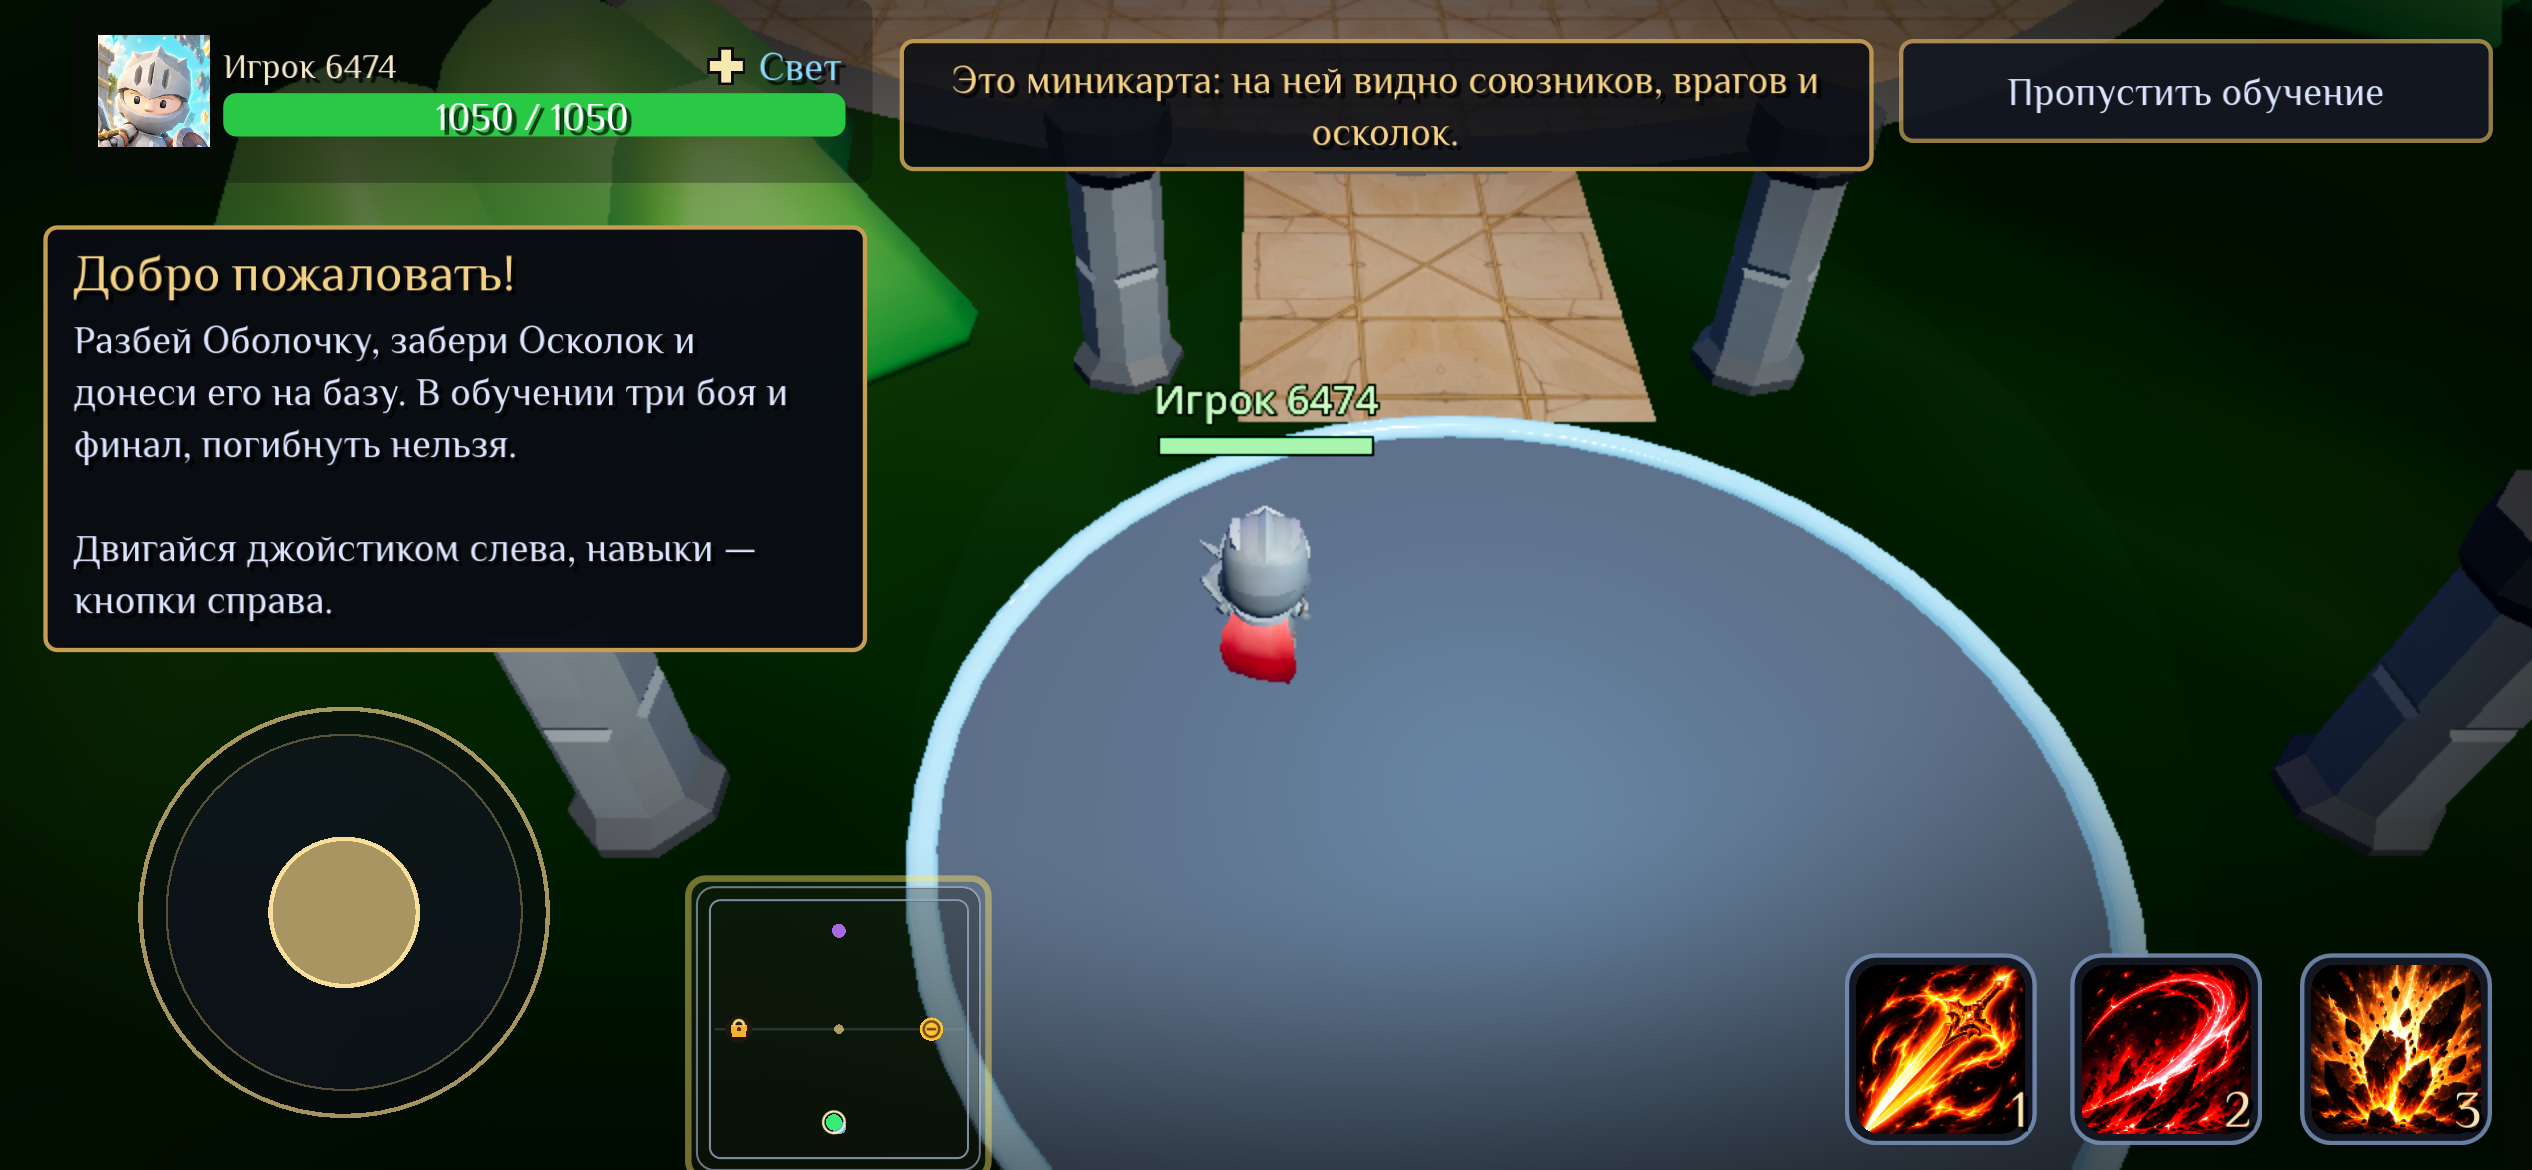 Игрок 6474
Свет
1050 / 1050
Это миникарта: на ней видно союзников, врагов и
осколок.
Пропустить обучение
Добро пожаловать!
Разбей Оболочку, забери Осколок и
донеси его на базу. В обучении три боя и
финал, погибнуть нельзя.
Двигайся джойстиком слева, навыки —
кнопки справа.
Игрок 6474
1
2
3